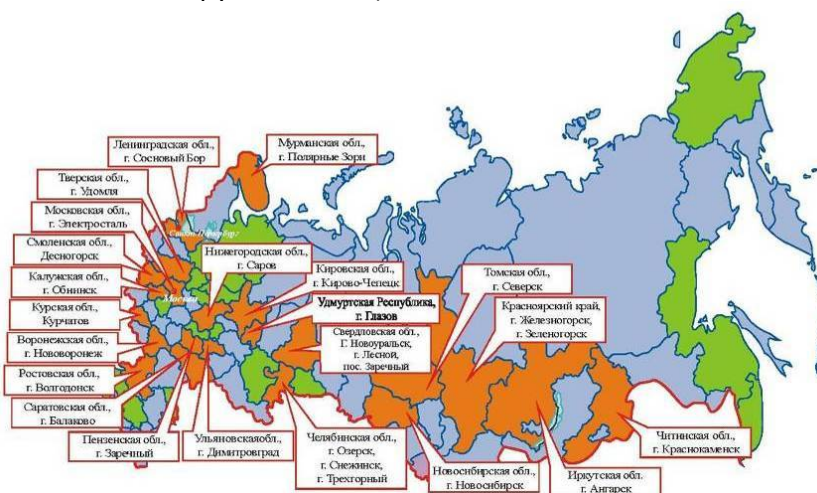 Ленинградская обл.,
г. Сосновый Бор
Мурманская обл.,
г. Полярные Зори
Тверская обл.,
г. Удомля
Московская обл.,
г. Электросталь
Смоленская обл.,
Десногорск
Калужская обл.,
г. Обнинск
Курская обл.,
Курчатов
Воронежская обл.,
г. Нововоронеж
Ростовская обл.,
г. Волгодонск
Саратовская обл.,
г. Балаково
Пензенская обл.,
г. Заречный
Ульяновскаяобл.,
г. Димитровград
Нижегородская обл.,
г. Саров
Кировская обл.,
г. Кирово-Чепецк
Удмуртская Республика,
г. Глазов
Свердловская обл.,
Г. Новоуральск,
г. Лесной,
пос. Заречный
Челябинская обл.,
г. Озерск,
г. Снежинск,
г. Трехгорный
Томская обл.,
г. Северск
Красноярский край,
г. Железногорск,
г. Зеленогорск
Новосибирская обл.,
г. Новосибирск
Иркутская обл.
г. Ангарск
Читинская обл.,
г. Краснокаменск
Москва